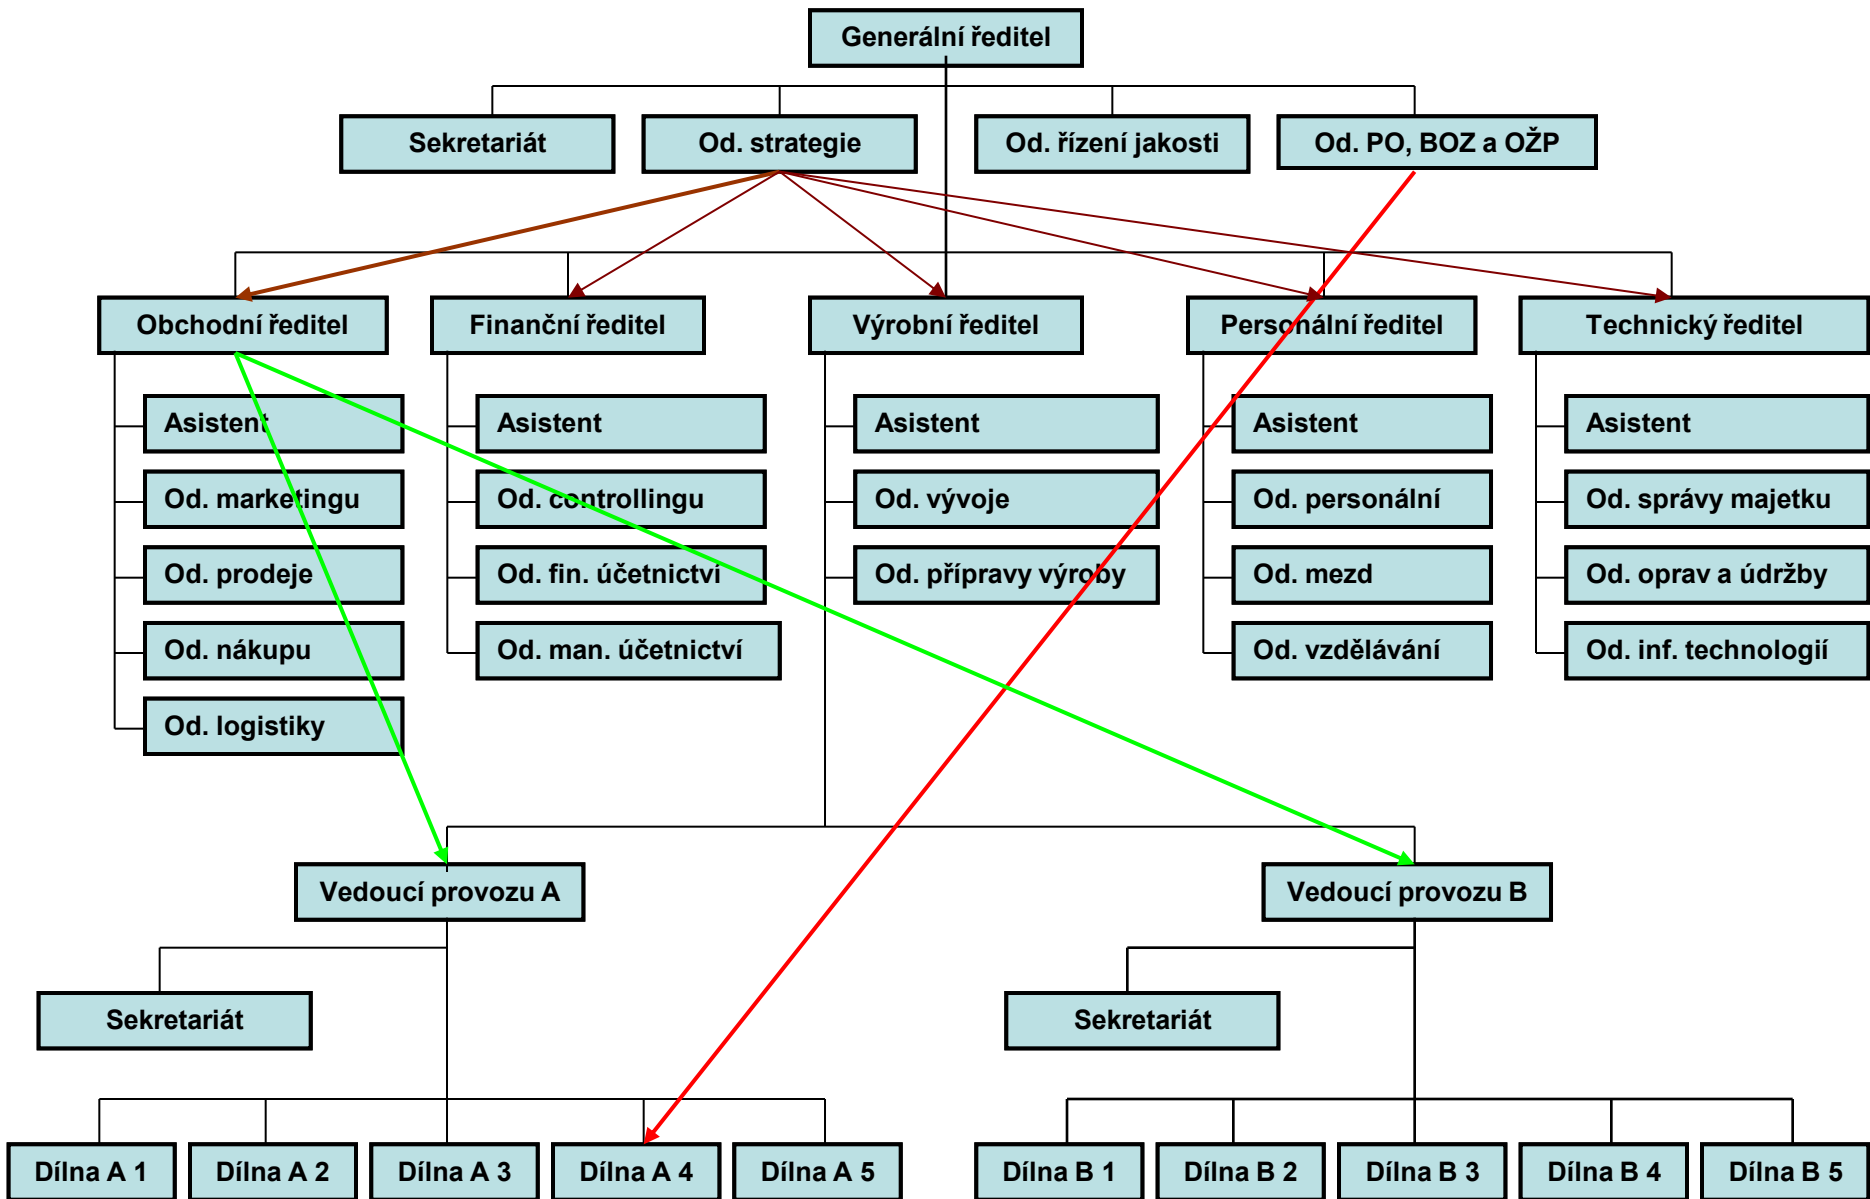 Generální ředitel
Sekretariát
Od. strategie
Od. řízení jakosti
Od. PO, BOZ a OŽP
Obchodní ředitel
Finanční ředitel
Výrobní ředitel
Personální ředitel
Technický ředitel
Asistent
Od. marketingu
Od. prodeje
Od. nákupu
Od. logistiky
Asistent
Od. controllingu
Od. fin. účetnictví
Od. man. účetnictví
Asistent
Od. vývoje
Od. přípravy výroby
Asistent
Od. personální
Od. mezd
Od. vzdělávání
Asistent
Od. správy majetku
Od. oprav a údržby
Od. inf. technologií
Vedoucí provozu A
Vedoucí provozu B
Sekretariát
Sekretariát
Dílna A 1
Dílna A 2
Dílna A 3
Dílna A 4
Dílna A 5
Dílna B 1
Dílna B 2
Dílna B 3
Dílna B 4
Dílna B 5